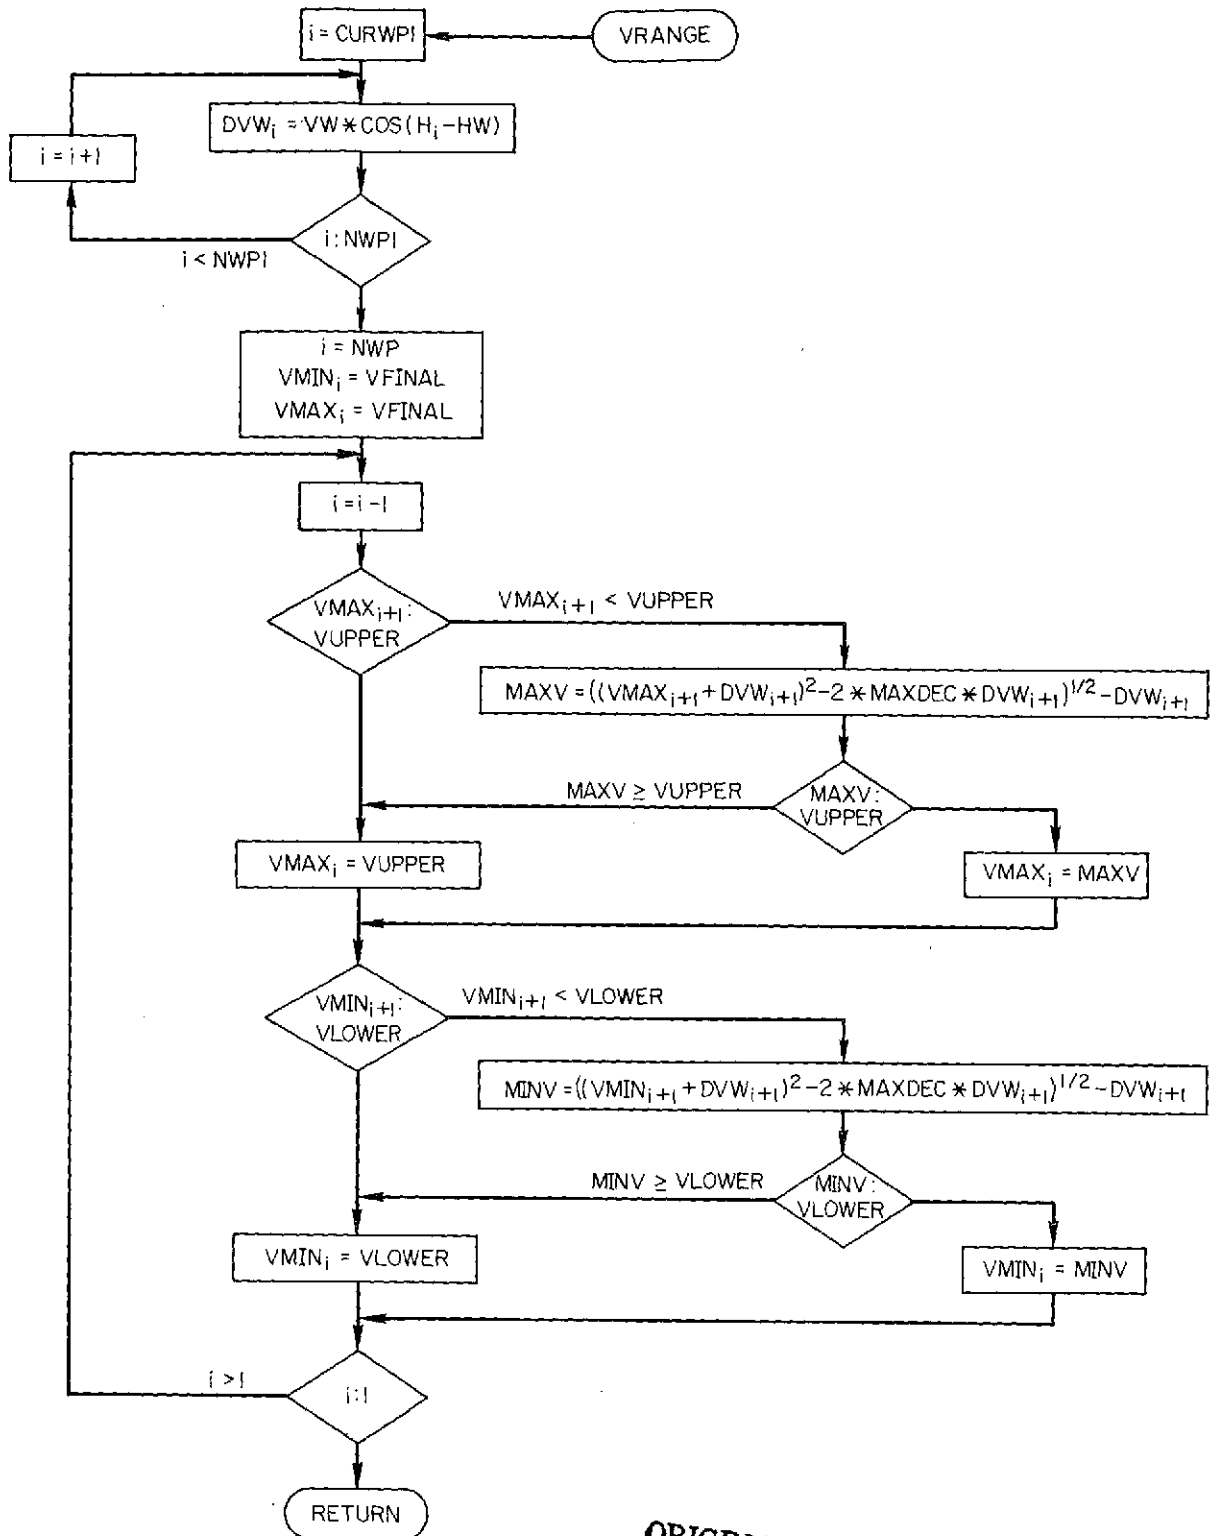 VRANGE
i = CURWPI
DVWᵢ = VW*COS(Hᵢ-HW)
i = i+1
i:NWPI
i < NWPI
i = NWP
VMINᵢ = VFINAL
VMAXᵢ = VFINAL
i = i-1
VMAXᵢ₊₁:
VUPPER
VMAXᵢ₊₁ < VUPPER
MAXV = ((VMAXᵢ₊₁+DVWᵢ₊₁)²-2*MAXDEC*DVWᵢ₊₁)^1/2-DVWᵢ₊₁
MAXV:
VUPPER
MAXV ≥ VUPPER
VMAXᵢ = VUPPER
VMAXᵢ = MAXV
VMINᵢ₊₁:
VLOWER
VMINᵢ₊₁ < VLOWER
MINV = ((VMINᵢ₊₁+DVWᵢ₊₁)²-2*MAXDEC*DVWᵢ₊₁)^1/2-DVWᵢ₊₁
MINV:
VLOWER
MINV ≥ VLOWER
VMINᵢ = VLOWER
VMINᵢ = MINV
i:1
i >1
RETURN